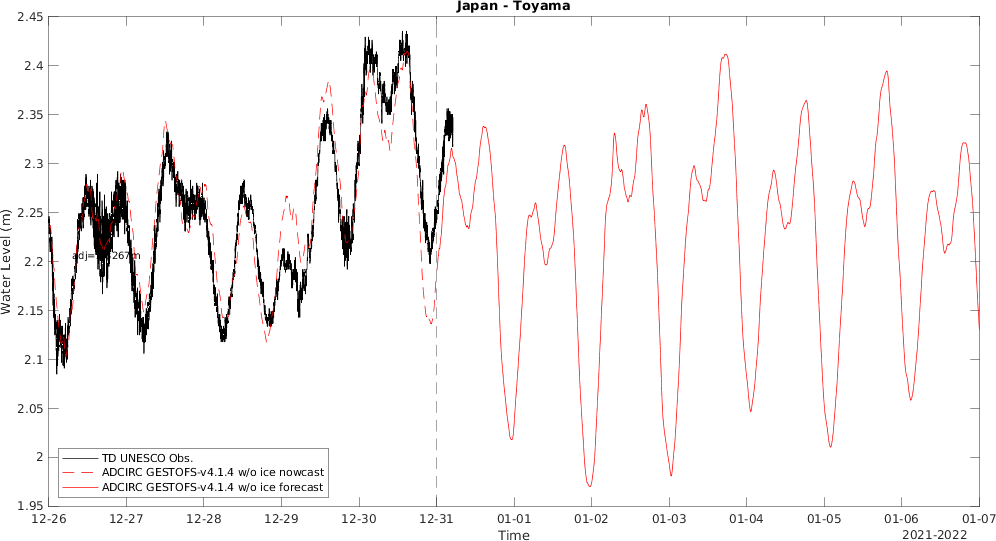 Japan - Toyama
Water Level (m)
2.45
2.4
2.35
2.3
2.25
2.2
2.15
2.1
2.05
2
1.95
TD UNESCO Obs.
ADCIRC GESTOFS-v4.1.4 w/o ice nowcast
ADCIRC GESTOFS-v4.1.4 w/o ice forecast
12-26 12-27 12-28 12-29 12-30 12-31 01-01 01-02 01-03 01-04 01-05 01-06 01-07
Time
2021-2022